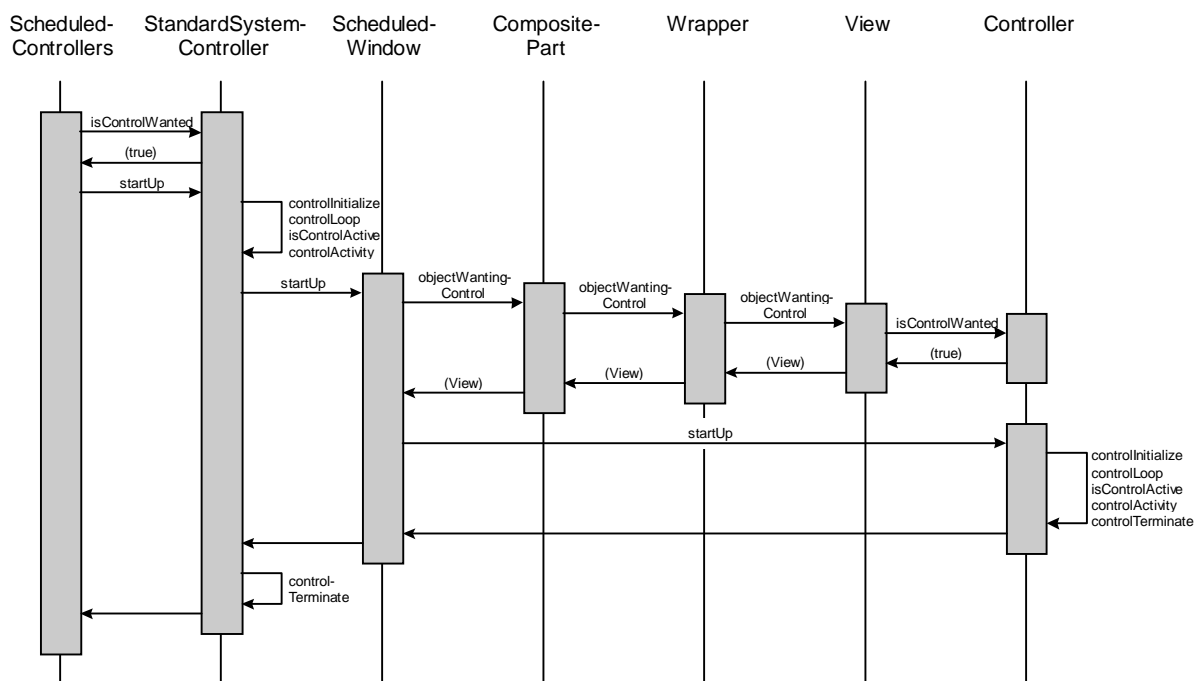 Scheduled-
Controllers
StandardSystem-
Controller
Scheduled-
Window
Composite-
Part
Wrapper
View
Controller
isControlWanted
(true)
startUp
controlInitialize
controlLoop
isControlActive
controlActivity
startUp
objectWanting-
Control
objectWanting-
Control
objectWanting-
Control
isControlWanted
(true)
(View)
(View)
(View)
startUp
controlInitialize
controlLoop
isControlActive
controlActivity
controlTerminate
control-
Terminate